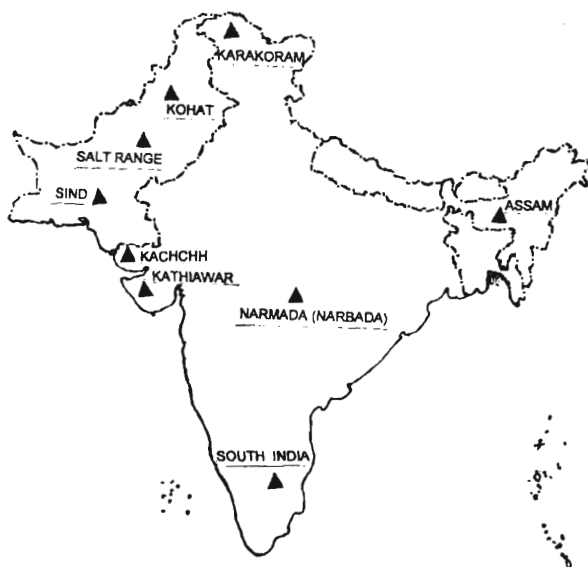 KARAKORAM
KOHAT
SALT RANGE
SIND
ASSAM
KACHCHH
KATHIAWAR
NARMADA (NARBADA)
SOUTH INDIA